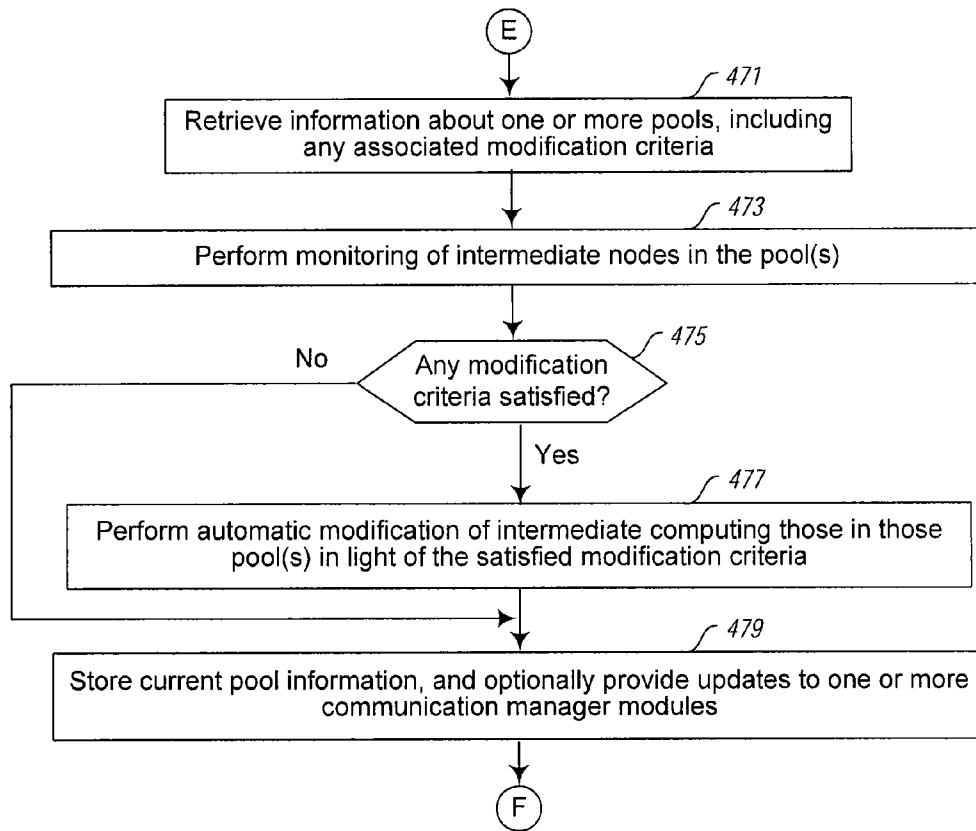 E
471
Retrieve information about one or more pools, including
any associated modification criteria
473
Perform monitoring of intermediate nodes in the pool(s)
475
No
Any modification
criteria satisfied?
Yes
477
Perform automatic modification of intermediate computing those in those
pool(s) in light of the satisfied modification criteria
479
Store current pool information, and optionally provide updates to one or more
communication manager modules
F